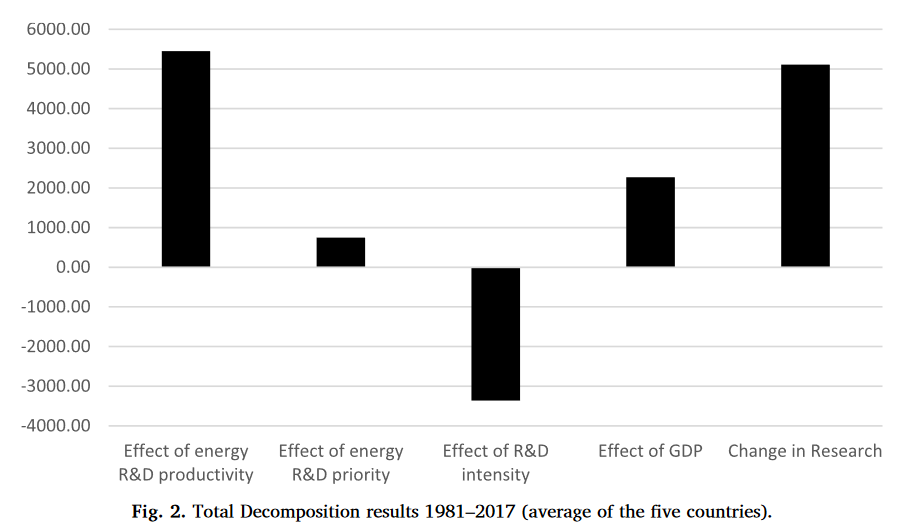 6000.00
5000.00
4000.00
3000.00
2000.00
1000.00
0.00
-1000.00
-2000.00
-3000.00
-4000.00
Effect of energy R&D productivity
Effect of energy R&D priority
Effect of R&D intensity
Effect of GDP
Change in Research
Fig. 2. Total Decomposition results 1981–2017 (average of the five countries).